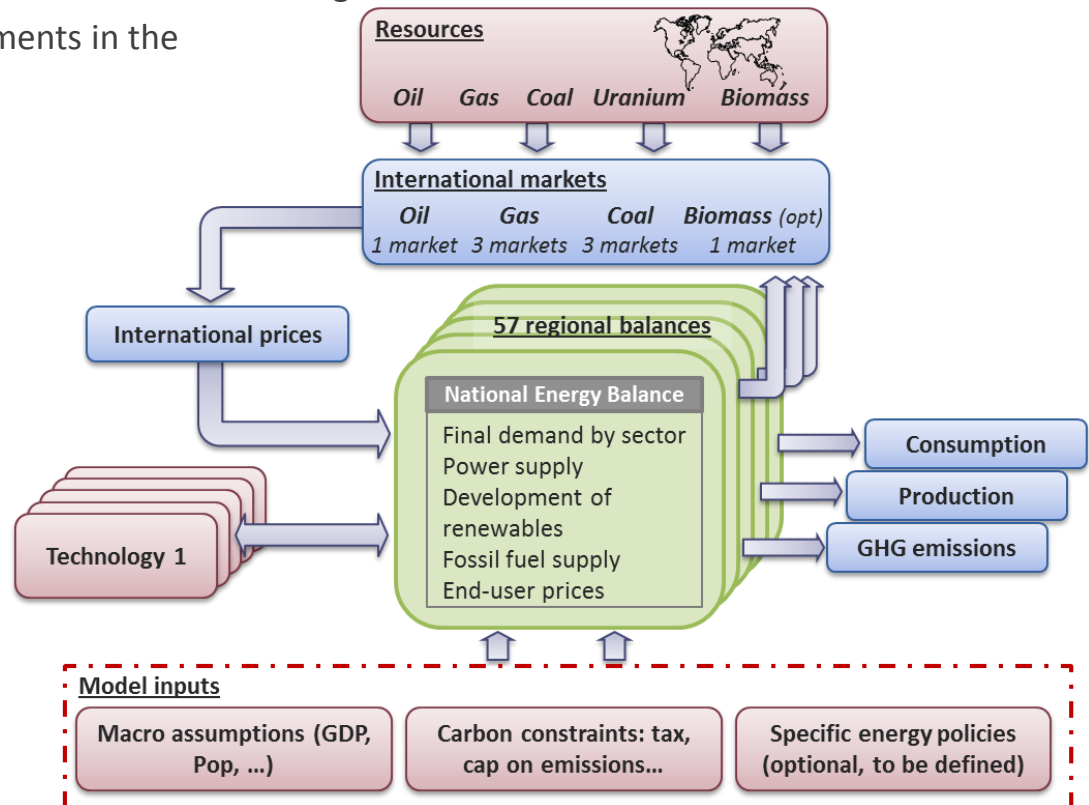 ments in the
Resources
Oil Gas Coal Uranium Biomass
International markets
Oil Gas Coal Biomass (opt)
1 market 3 markets 3 markets 1 market
International prices
57 regional balances
National Energy Balance
Final demand by sector
Power supply
Development of
renewables
Fossil fuel supply
End-user prices
Technology 1
Consumption
Production
GHG emissions
Model inputs
Macro assumptions (GDP,
Pop, …)
Carbon constraints: tax,
cap on emissions…
Specific energy policies
(optional, to be defined)